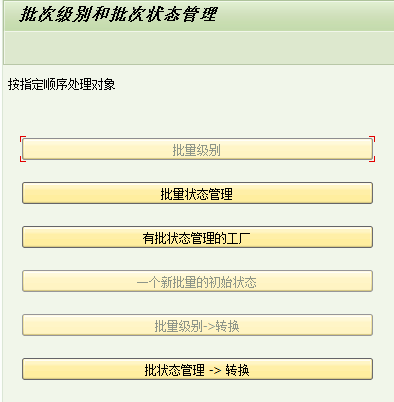 批次级别和批次状态管理
按指定顺序处理对象
批量级别
批量状态管理
有批状态管理的工厂
一个新批量的初始状态
批量级别->转换
批状态管理 -> 转换